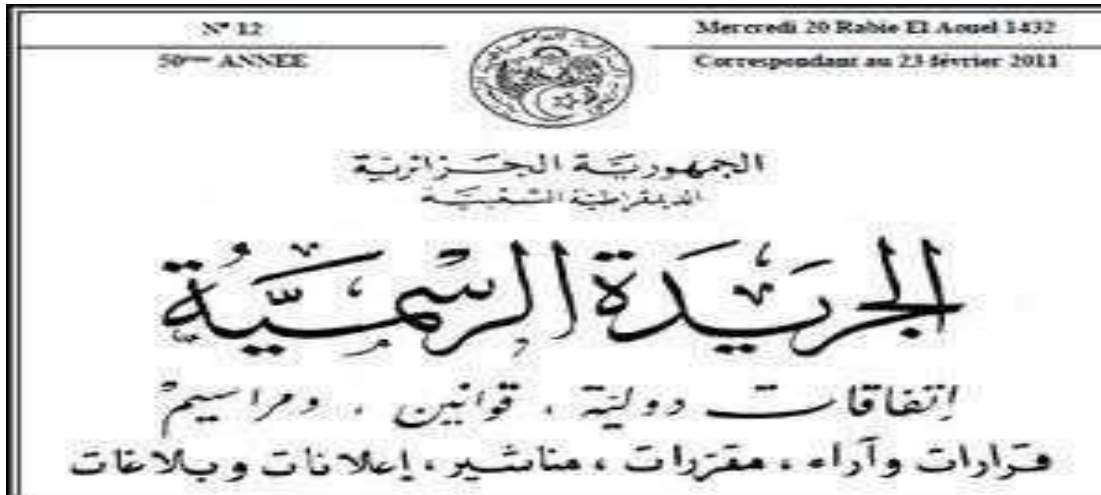 N° 12
Mercredi 20 Rabie El Aouel 1432
50ème ANNEE
Correspondant au 23 février 2011
الجمهورية الجزائرية
الديمقراطية الشعبية
الجريدة الرسمية
إتفاقات دولية ، قوانين ، ومراسيم
قرارات وآراء ، مقررات ، مناشير ، إعلانات وبلاغات